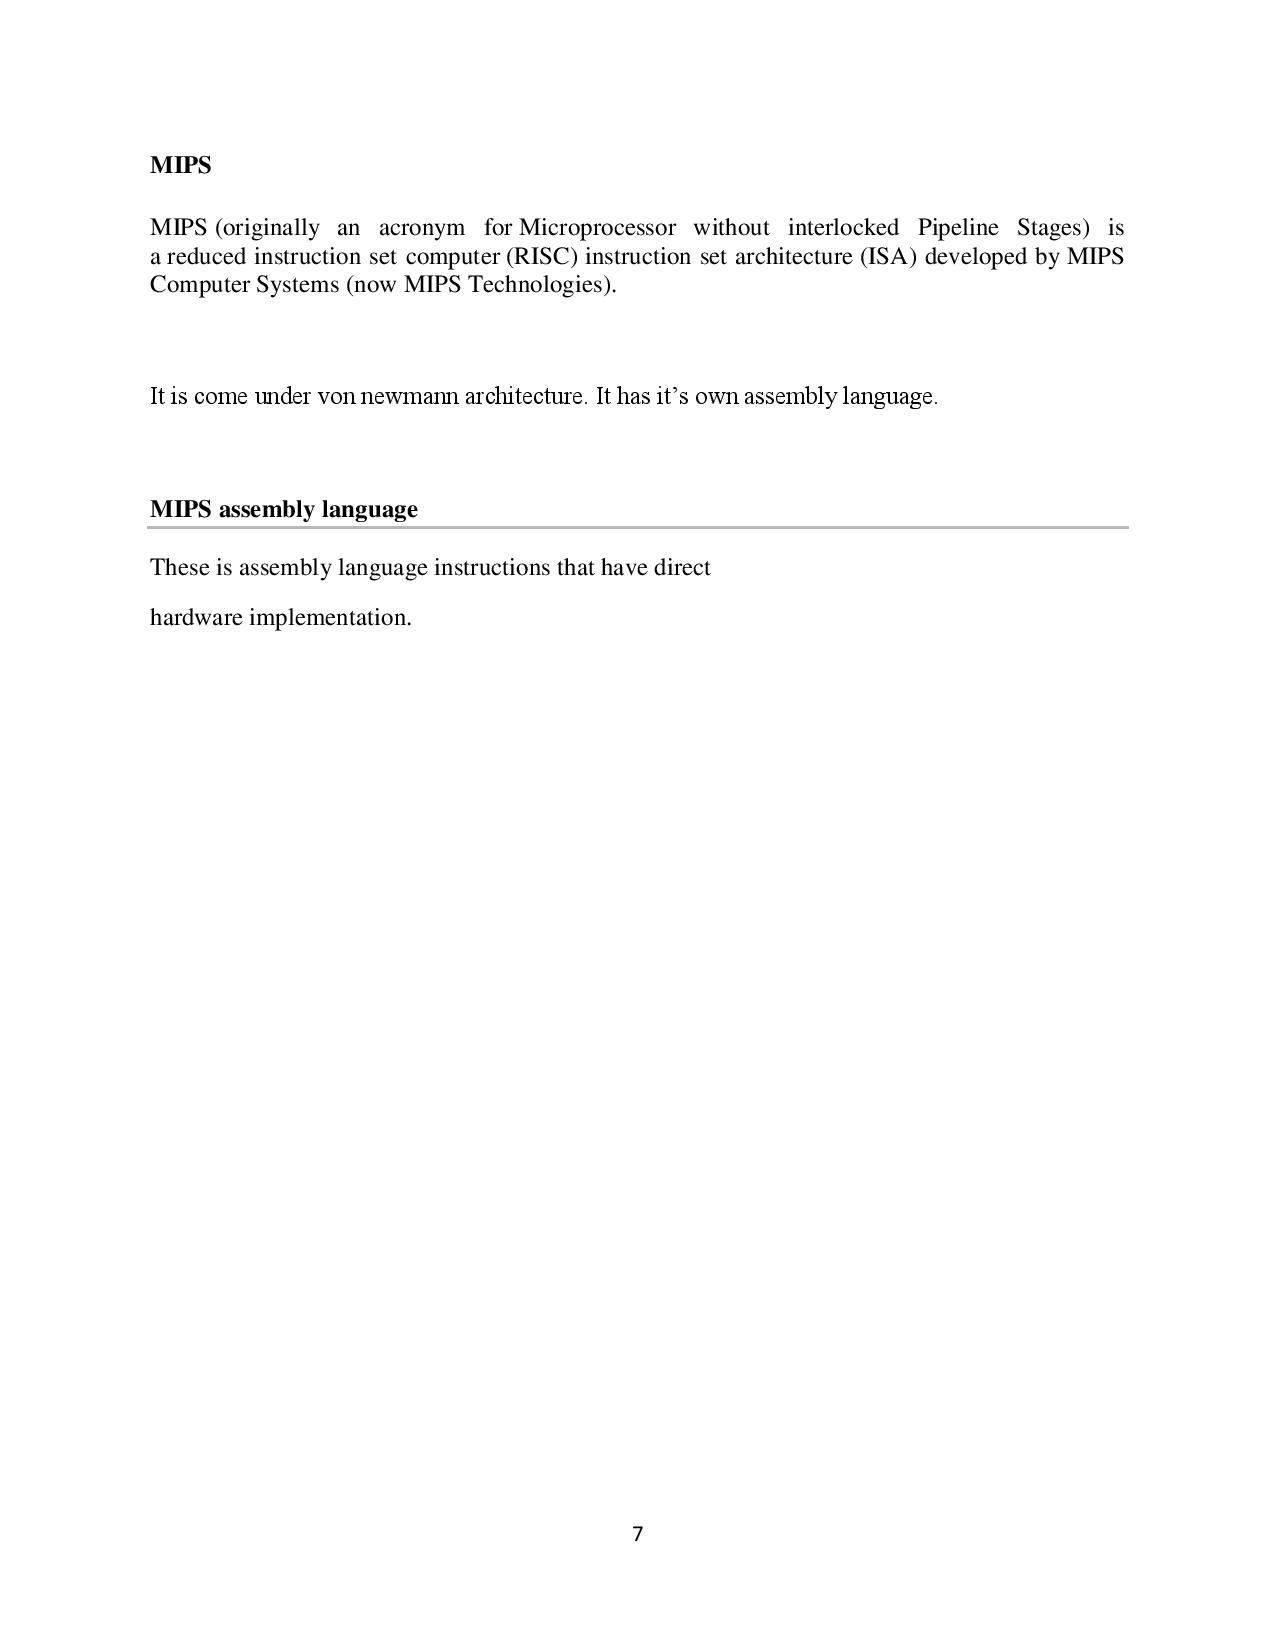 MIPS
MIPS (originally an acronym for Microprocessor without interlocked Pipeline Stages) is
a reduced instruction set computer (RISC) instruction set architecture (ISA) developed by MIPS
Computer Systems (now MIPS Technologies).
It is come under von newmann architecture. It has it’s own assembly language.
MIPS assembly language
These is assembly language instructions that have direct
hardware implementation.
7